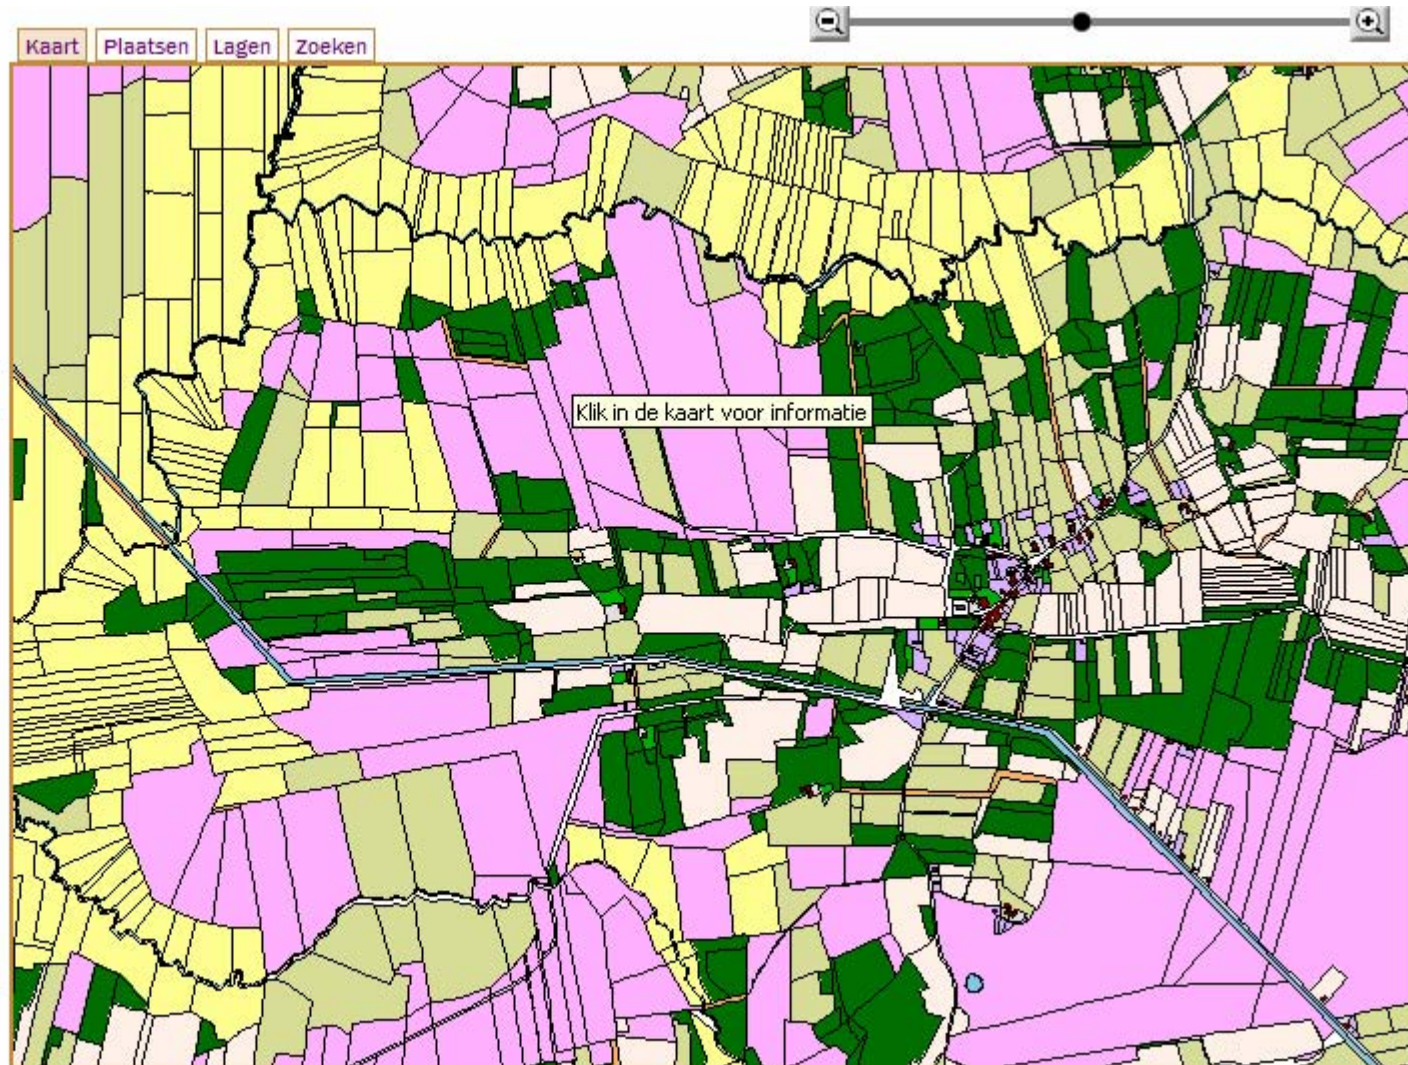 Kaart
Plaatsen
Lagen
Zoeken
Klik in de kaart voor informatie